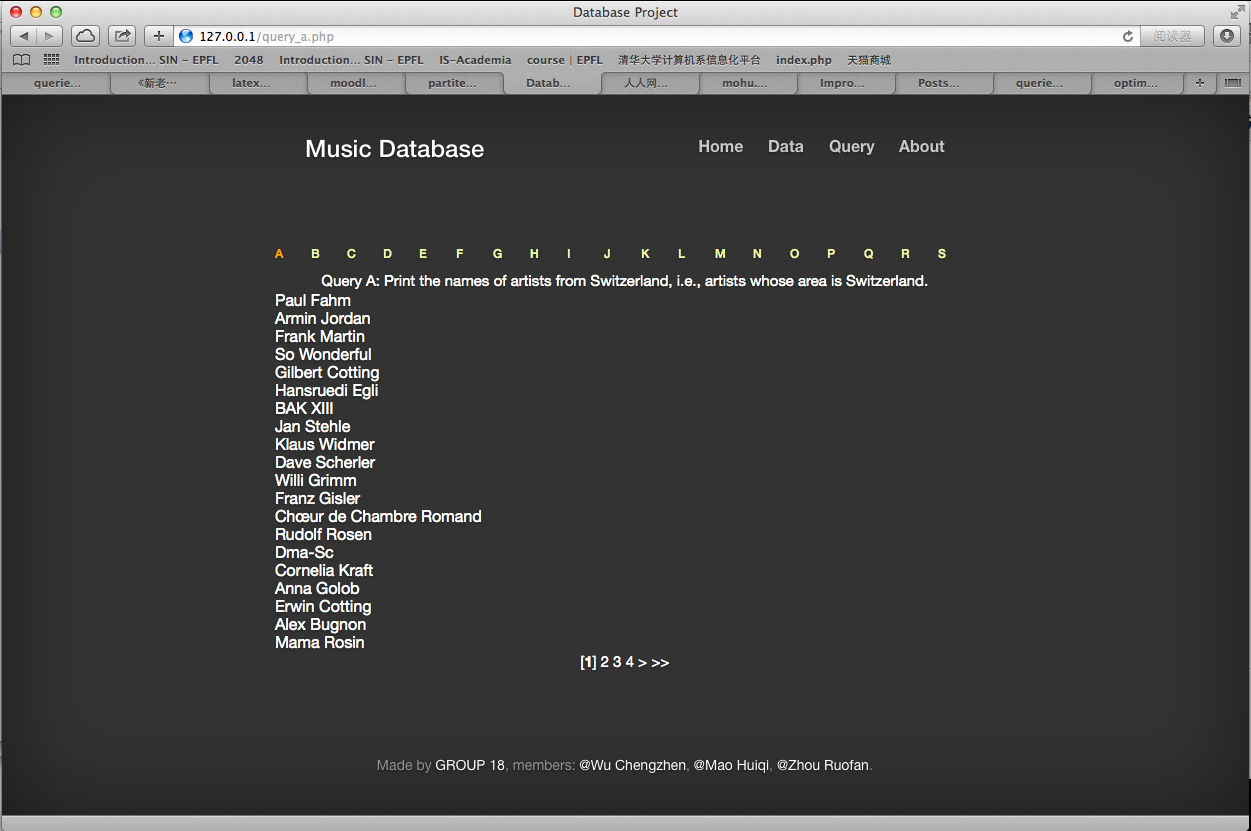 Database Project
127.0.0.1/query_a.php 阅读器
Introduction... SIN – EPFL 2048 Introduction... SIN – EPFL IS-Academia course | EPFL 清华大学计算机系信息化平台 index.php 天猫商城
querie... 《新老… latex... moodl... partite... Datab... 人人网... mohu.... Impro... Posts... querie... optim...
Music Database Home Data Query About
A B C D E F G H I J K L M N O P Q R S
Query A: Print the names of artists from Switzerland, i.e., artists whose area is Switzerland.
Paul Fahm
Armin Jordan
Frank Martin
So Wonderful
Gilbert Cotting
Hansruedi Egli
BAK XIII
Jan Stehle
Klaus Widmer
Dave Scherler
Willi Grimm
Franz Gisler
Chœur de Chambre Romand
Rudolf Rosen
Dma-Sc
Cornelia Kraft
Anna Golob
Erwin Cotting
Alex Bugnon
Mama Rosin
[1] 2 3 4 > >>
Made by GROUP 18, members: @Wu Chengzhen, @Mao Huiqi, @Zhou Ruofan.